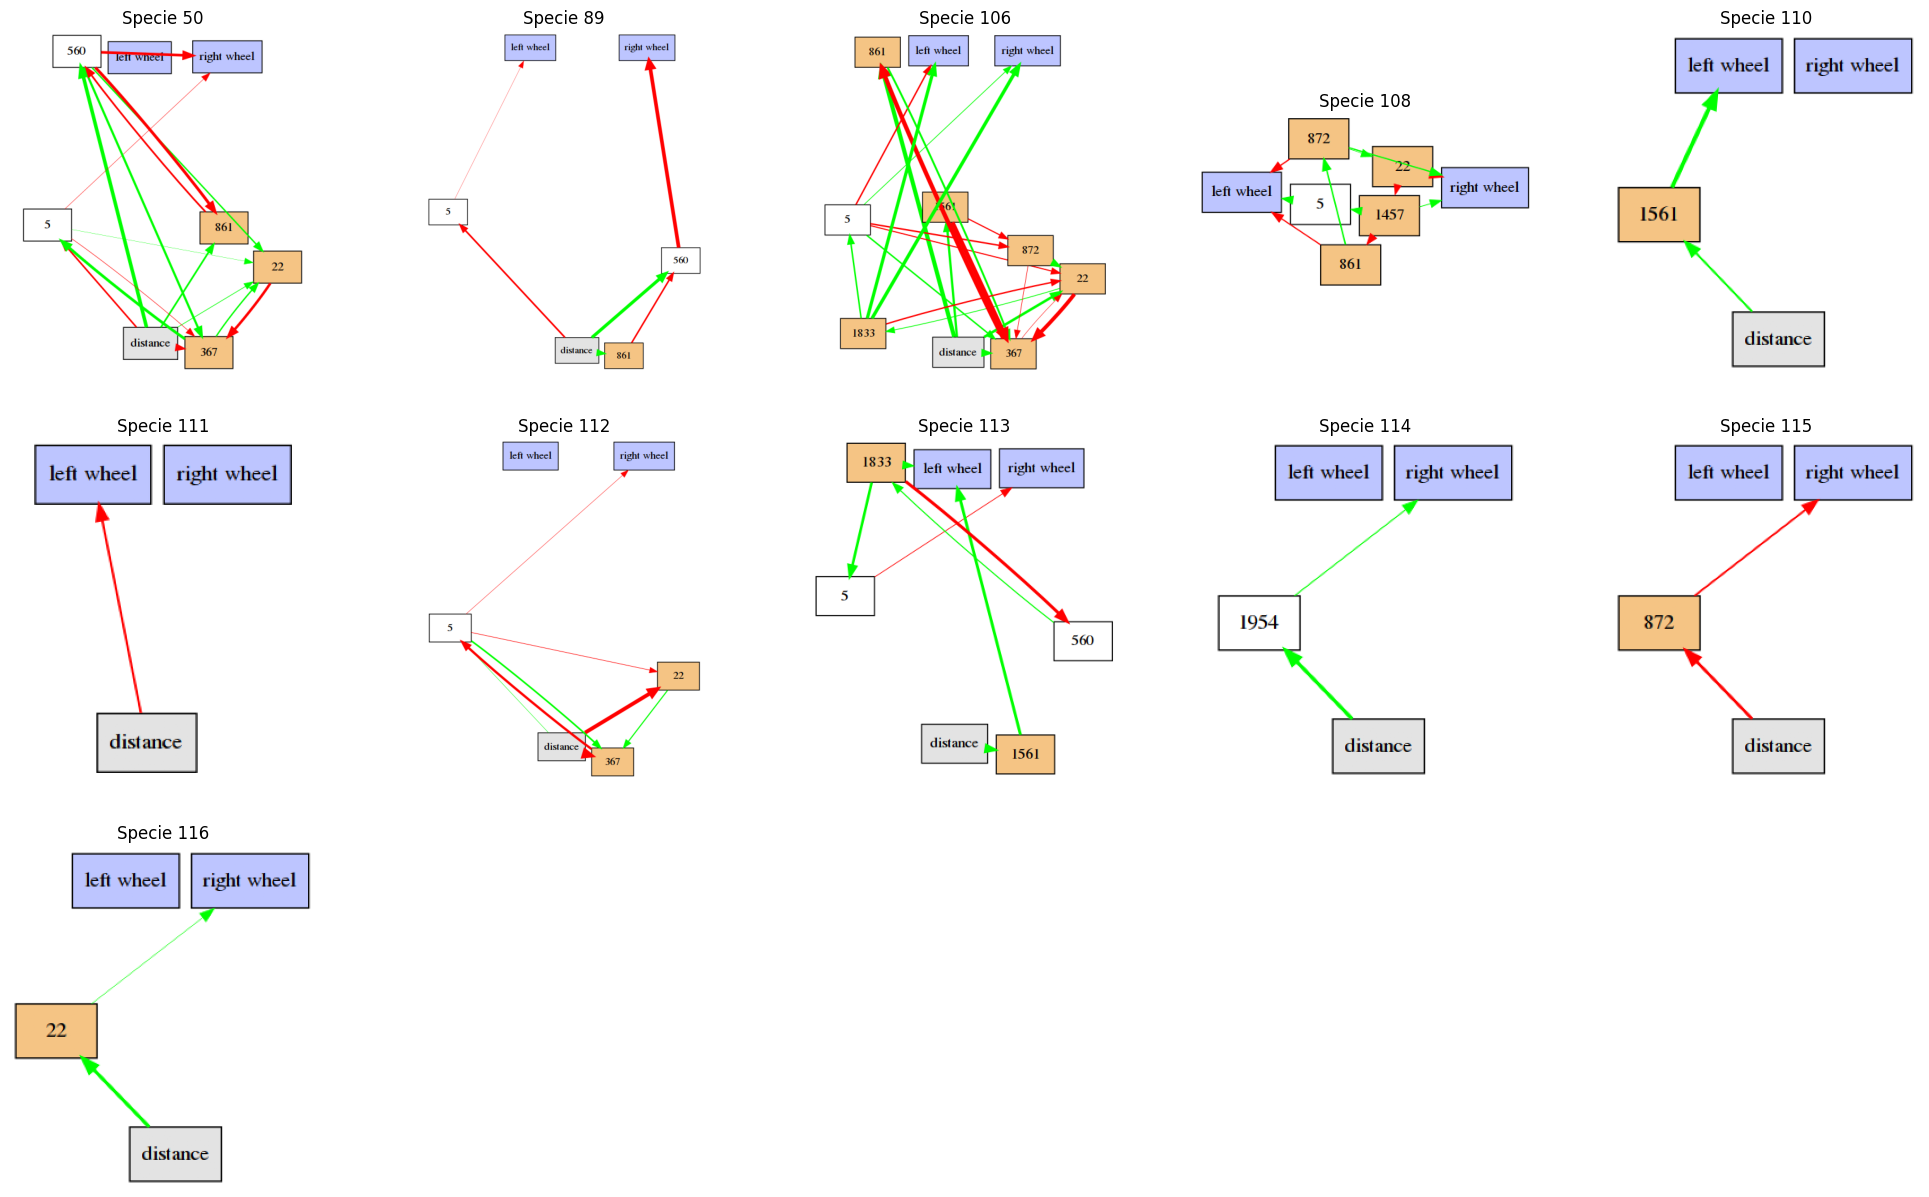 Specie 50
560
left wheel
right wheel
5
861
22
distance
367
Specie 89
left wheel
right wheel
5
560
distance
861
Specie 106
861
left wheel
right wheel
5
1561
872
22
1833
distance
367
Specie 108
872
22
left wheel
5
right wheel
1457
861
Specie 110
left wheel
right wheel
1561
distance
Specie 111
left wheel
right wheel
distance
Specie 112
left wheel
right wheel
5
22
distance
367
Specie 113
1833
left wheel
right wheel
5
560
distance
1561
Specie 114
left wheel
right wheel
1954
distance
Specie 115
left wheel
right wheel
872
distance
Specie 116
left wheel
right wheel
22
distance